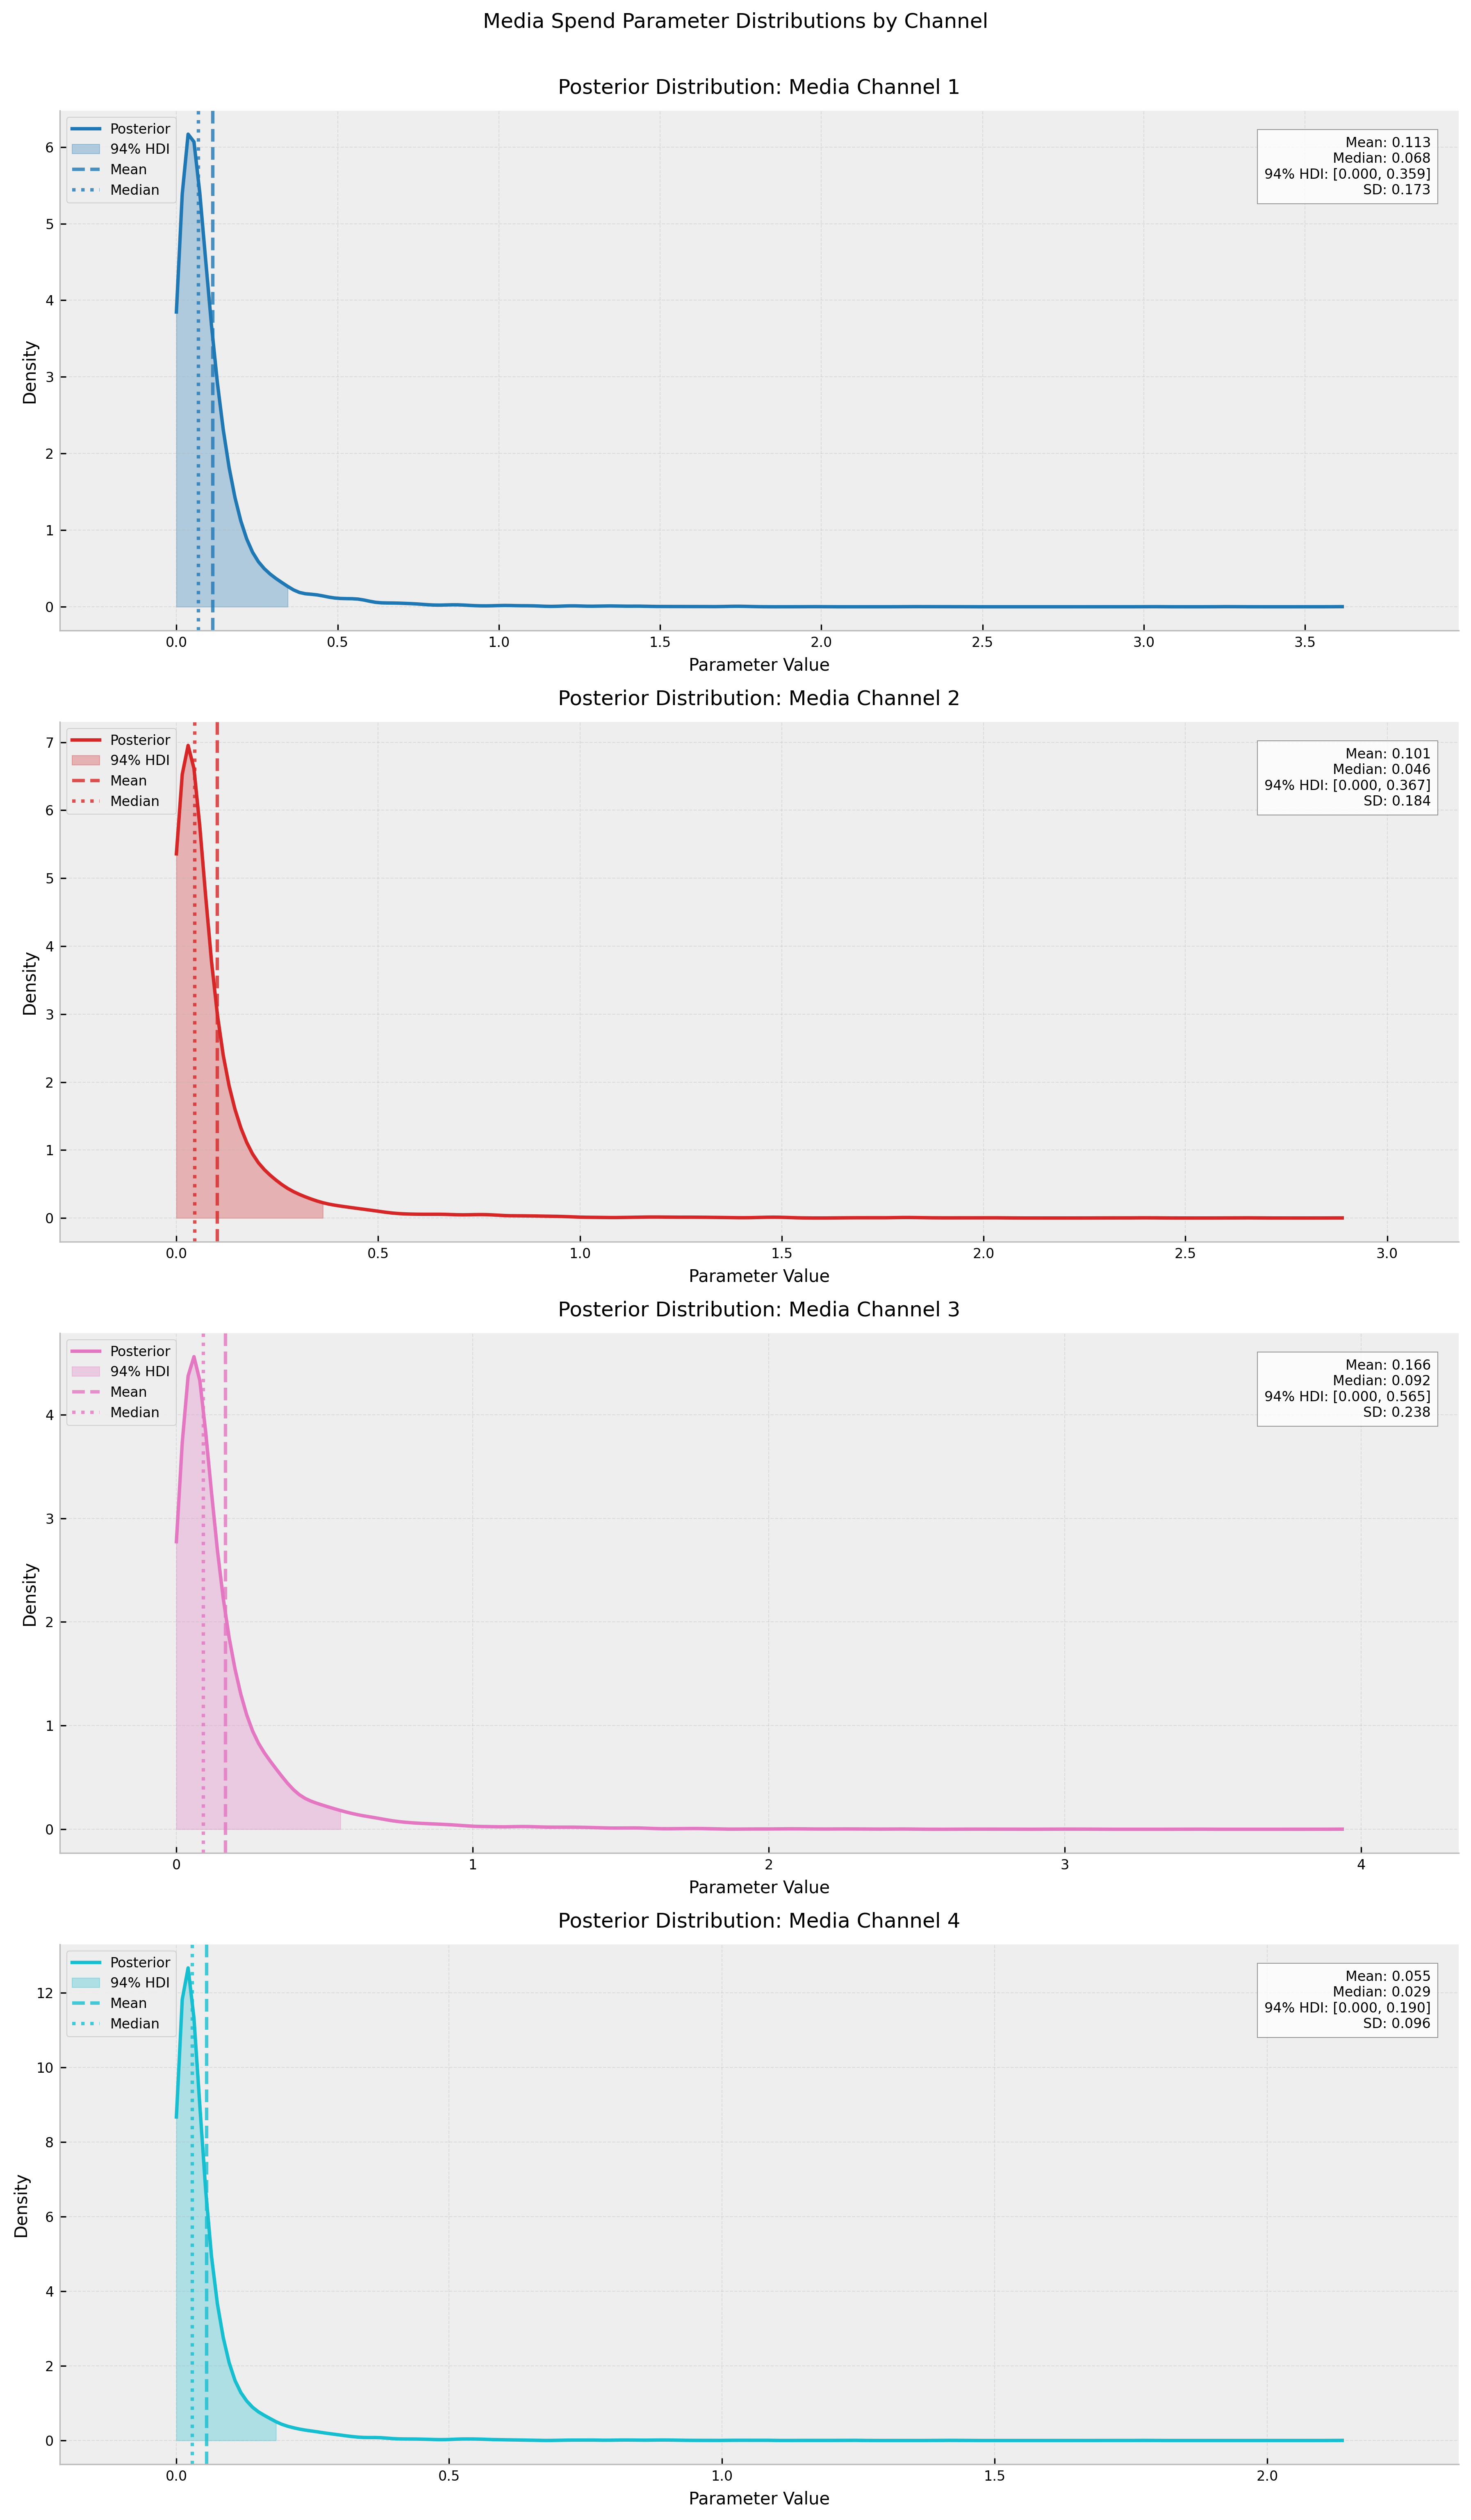 Media Spend Parameter Distributions by Channel
Posterior Distribution: Media Channel 1
Posterior
94% HDI
Mean
Median
Mean: 0.113
Median: 0.068
94% HDI: [0.000, 0.359]
SD: 0.173
6
5
4
3
2
1
0
Density
0.0 0.5 1.0 1.5 2.0 2.5 3.0 3.5
Parameter Value
Posterior Distribution: Media Channel 2
Posterior
94% HDI
Mean
Median
Mean: 0.101
Median: 0.046
94% HDI: [0.000, 0.367]
SD: 0.184
7
6
5
4
3
2
1
0
Density
0.0 0.5 1.0 1.5 2.0 2.5 3.0
Parameter Value
Posterior Distribution: Media Channel 3
Posterior
94% HDI
Mean
Median
Mean: 0.166
Median: 0.092
94% HDI: [0.000, 0.565]
SD: 0.238
4
3
2
1
0
Density
0 1 2 3 4
Parameter Value
Posterior Distribution: Media Channel 4
Posterior
94% HDI
Mean
Median
Mean: 0.055
Median: 0.029
94% HDI: [0.000, 0.190]
SD: 0.096
12
10
8
6
4
2
0
Density
0.0 0.5 1.0 1.5 2.0
Parameter Value